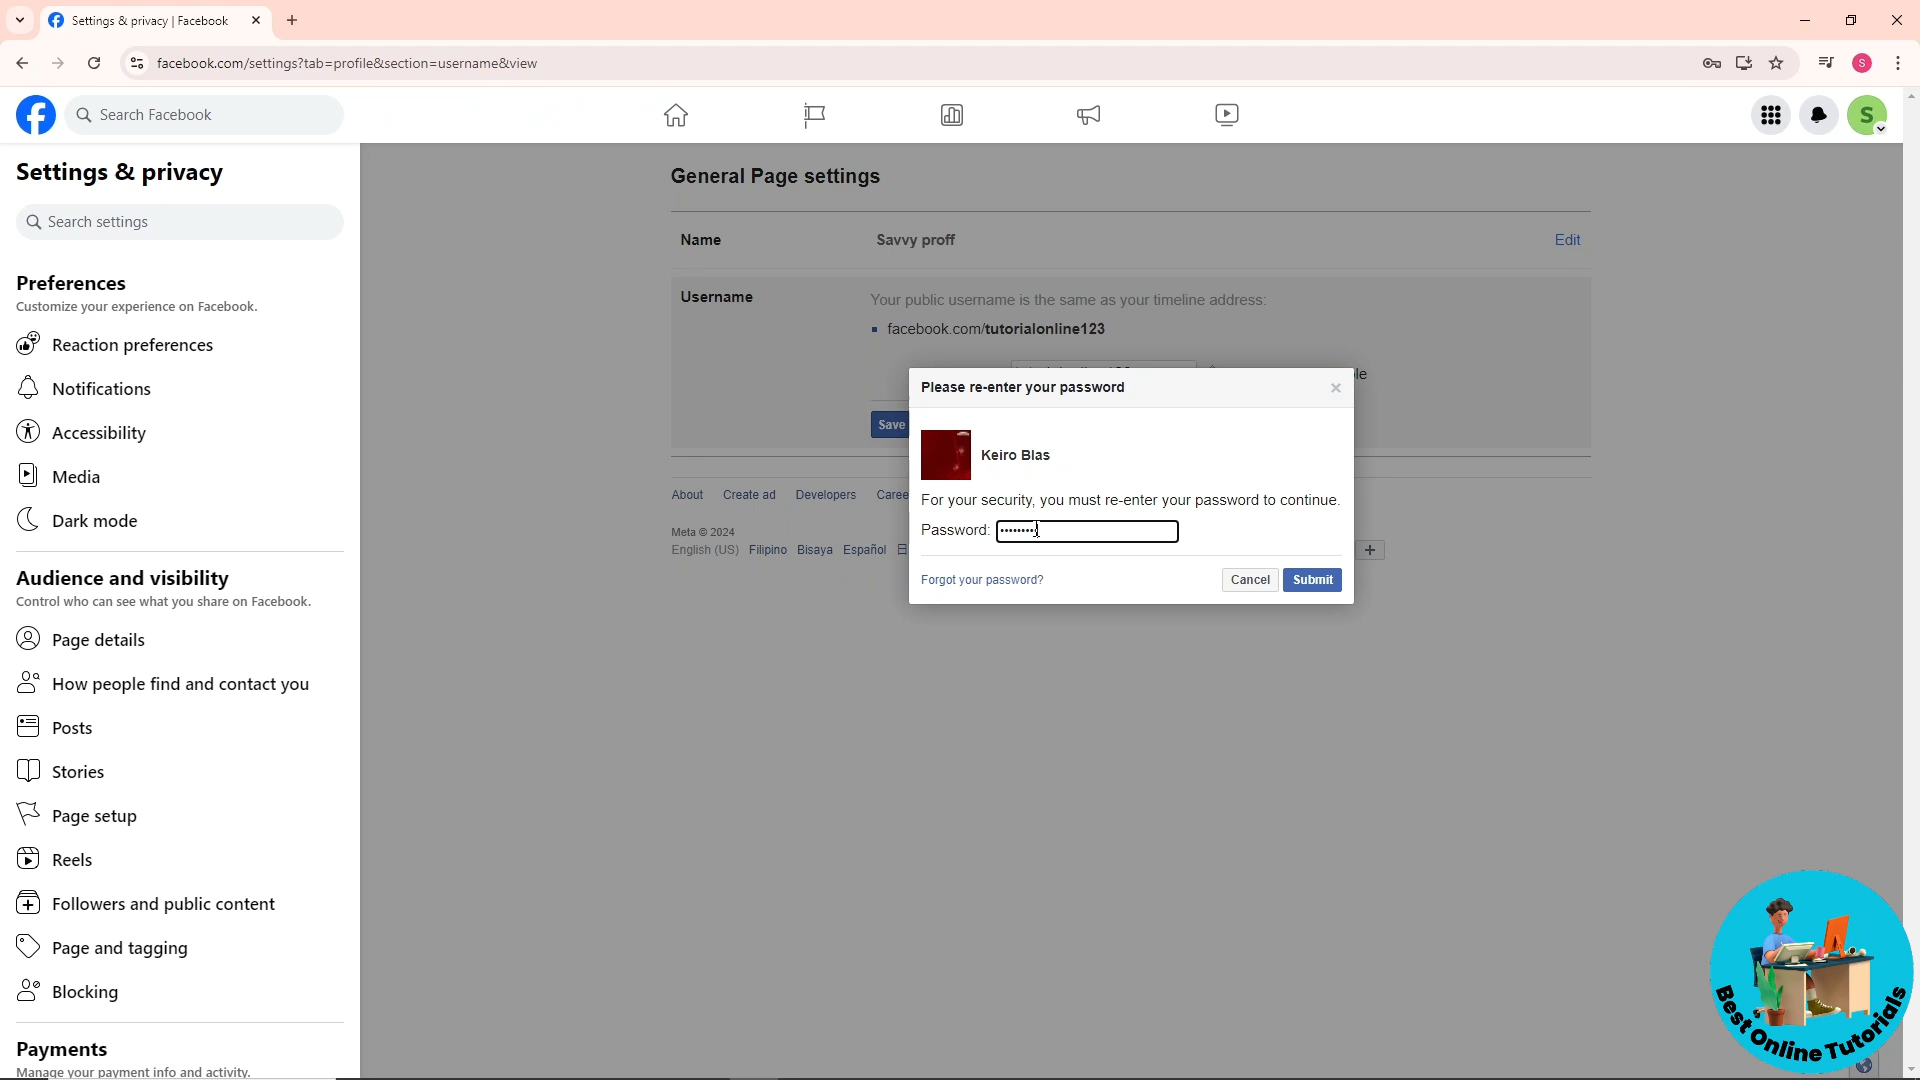 Settings & privacy | Facebook
facebook.com/settings?tab=profile&section=username&view
S
Search Facebook
S
Settings & privacy
Search settings
Preferences
Customize your experience on Facebook.
Reaction preferences
Notifications
Accessibility
Media
Dark mode
Audience and visibility
Control who can see what you share on Facebook.
Page details
How people find and contact you
Posts
Stories
Page setup
Reels
Followers and public content
Page and tagging
Blocking
Payments
Manage your payment info and activity.
General Page settings
Name Savvy proff Edit
Username Your public username is the same as your timeline address:
facebook.com/tutorialonline123
Save
Please re-enter your password
Keiro Blas
For your security, you must re-enter your password to continue.
Password: •••••••••
Forgot your password? Cancel Submit
About Create ad Developers
Meta © 2024
English (US) Filipino Bisaya Español
Best Online Tutorials